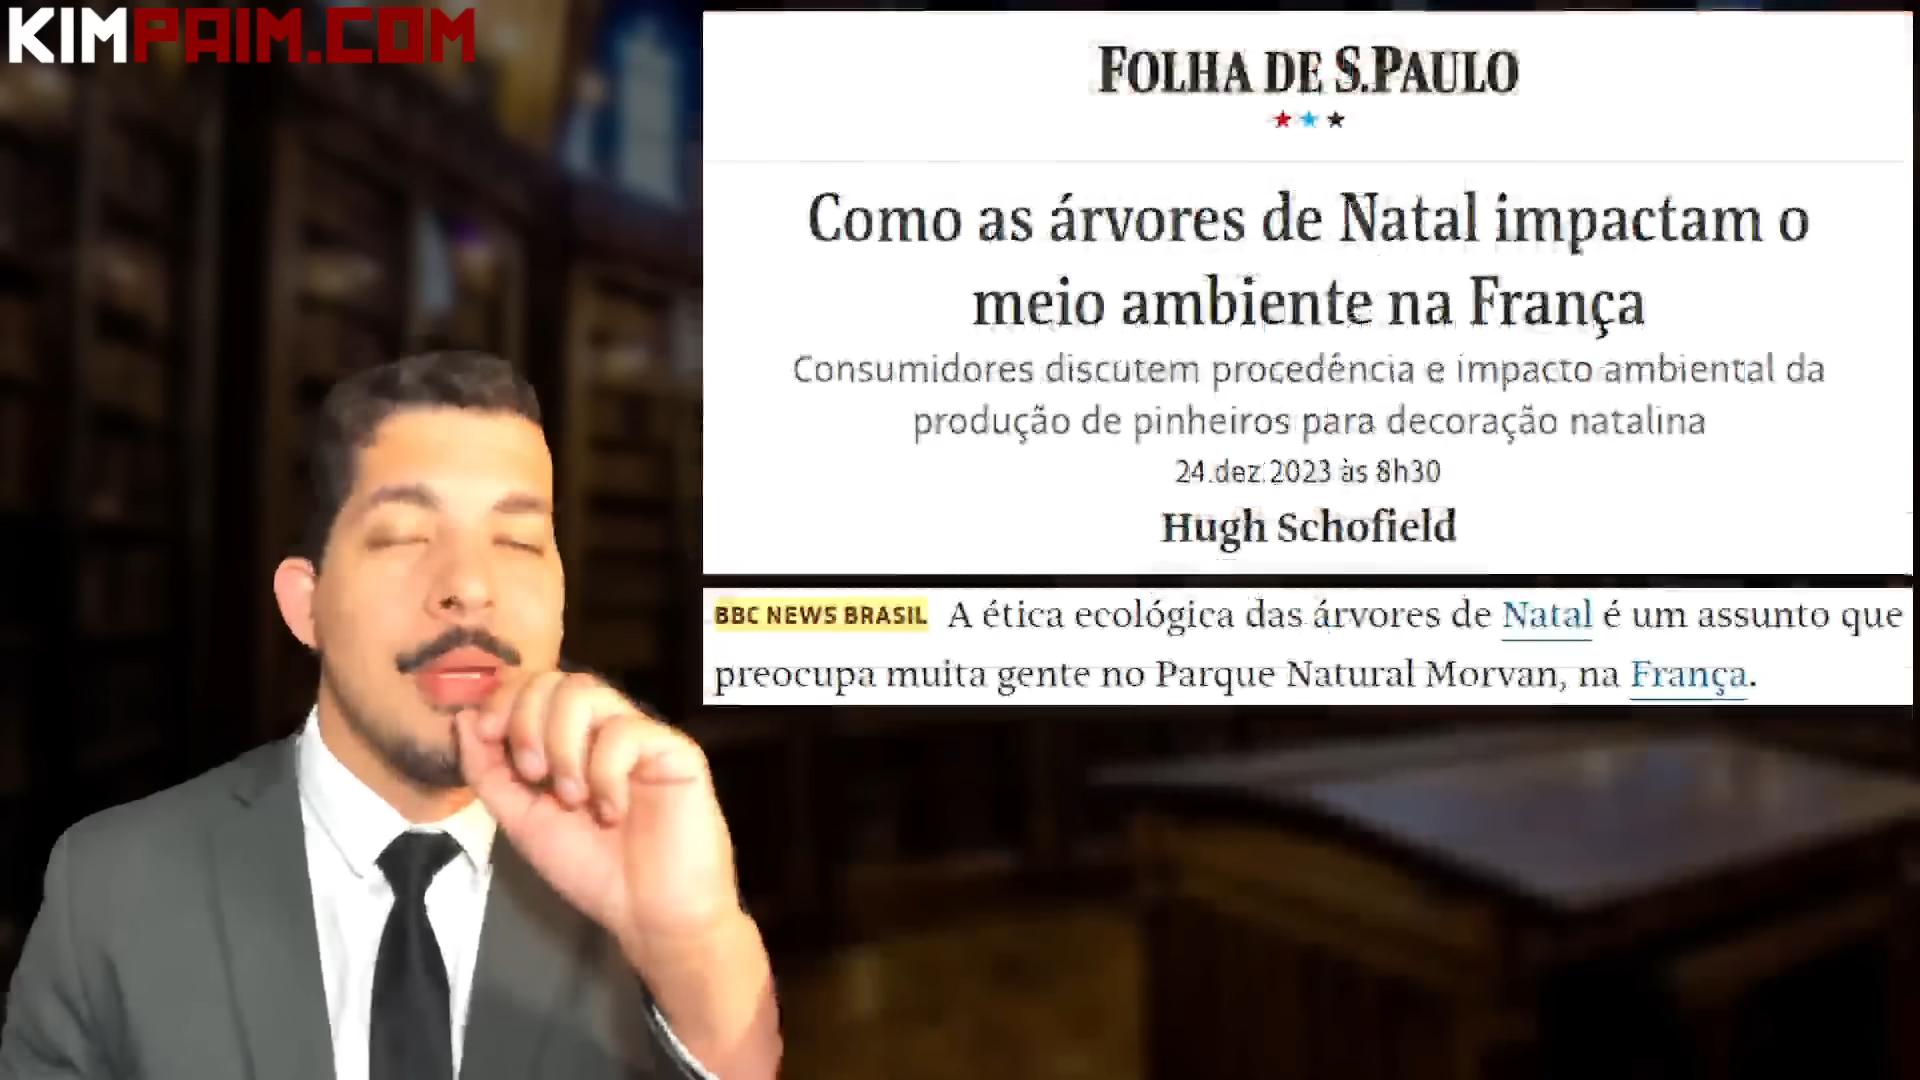 KIMPAIM.COM
FOLHA DE S.PAULO
Como as árvores de Natal impactam o
meio ambiente na França
Consumidores discutem procedência e impacto ambiental da
produção de pinheiros para decoração natalina
24.dez.2023 às 8h30
Hugh Schofield
BBC NEWS BRASIL A ética ecológica das árvores de Natal é um assunto que
preocupa muita gente no Parque Natural Morvan, na França.